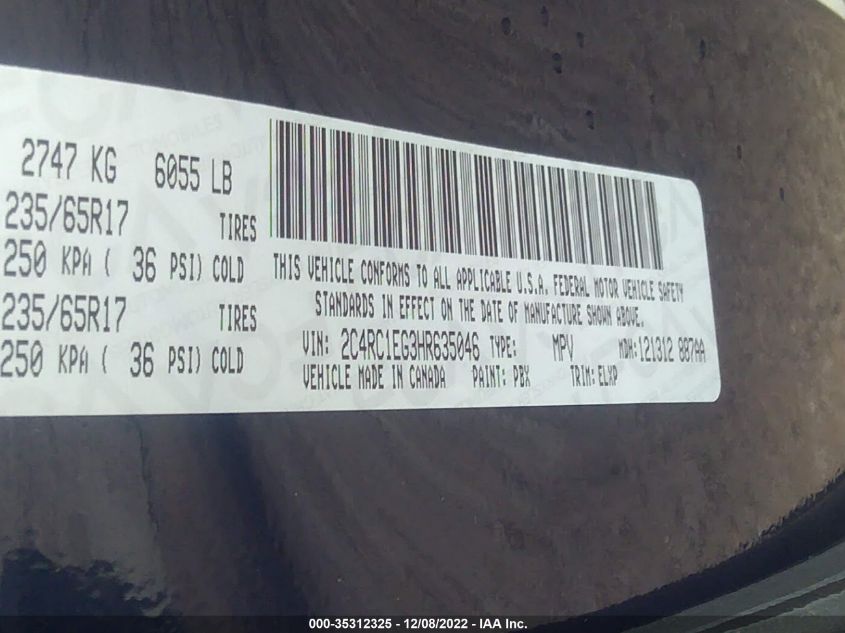 2747 KG 6055 LB
235/65R17 TIRES
250 KPA ( 36 PSI) COLD
235/65R17 TIRES
250 KPA ( 36 PSI) COLD
THIS VEHICLE CONFORMS TO ALL APPLICABLE U.S.A. FEDERAL MOTOR VEHICLE SAFETY
STANDARDS IN EFFECT ON THE DATE OF MANUFACTURE SHOWN ABOVE.
VIN: 2C4RC1EG3HR635046 TYPE: MPV MDH: 121312 887AA
VEHICLE MADE IN CANADA PAINT: PBX TRIM: ELXP
000-35312325 - 12/08/2022 - IAA Inc.